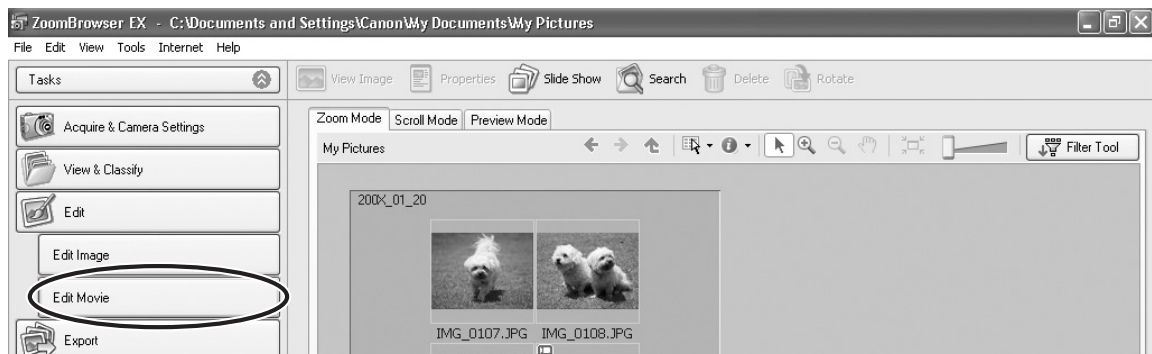 ZoomBrowser EX - C:\Documents and Settings\Canon\My Documents\My Pictures
File Edit View Tools Internet Help
Tasks
View Image Properties Slide Show Search Delete Rotate
Acquire & Camera Settings
View & Classify
Edit
Edit Image
Edit Movie
Export
Zoom Mode Scroll Mode Preview Mode
My Pictures
Filter Tool
200X_01_20
IMG_0107.JPG IMG_0108.JPG